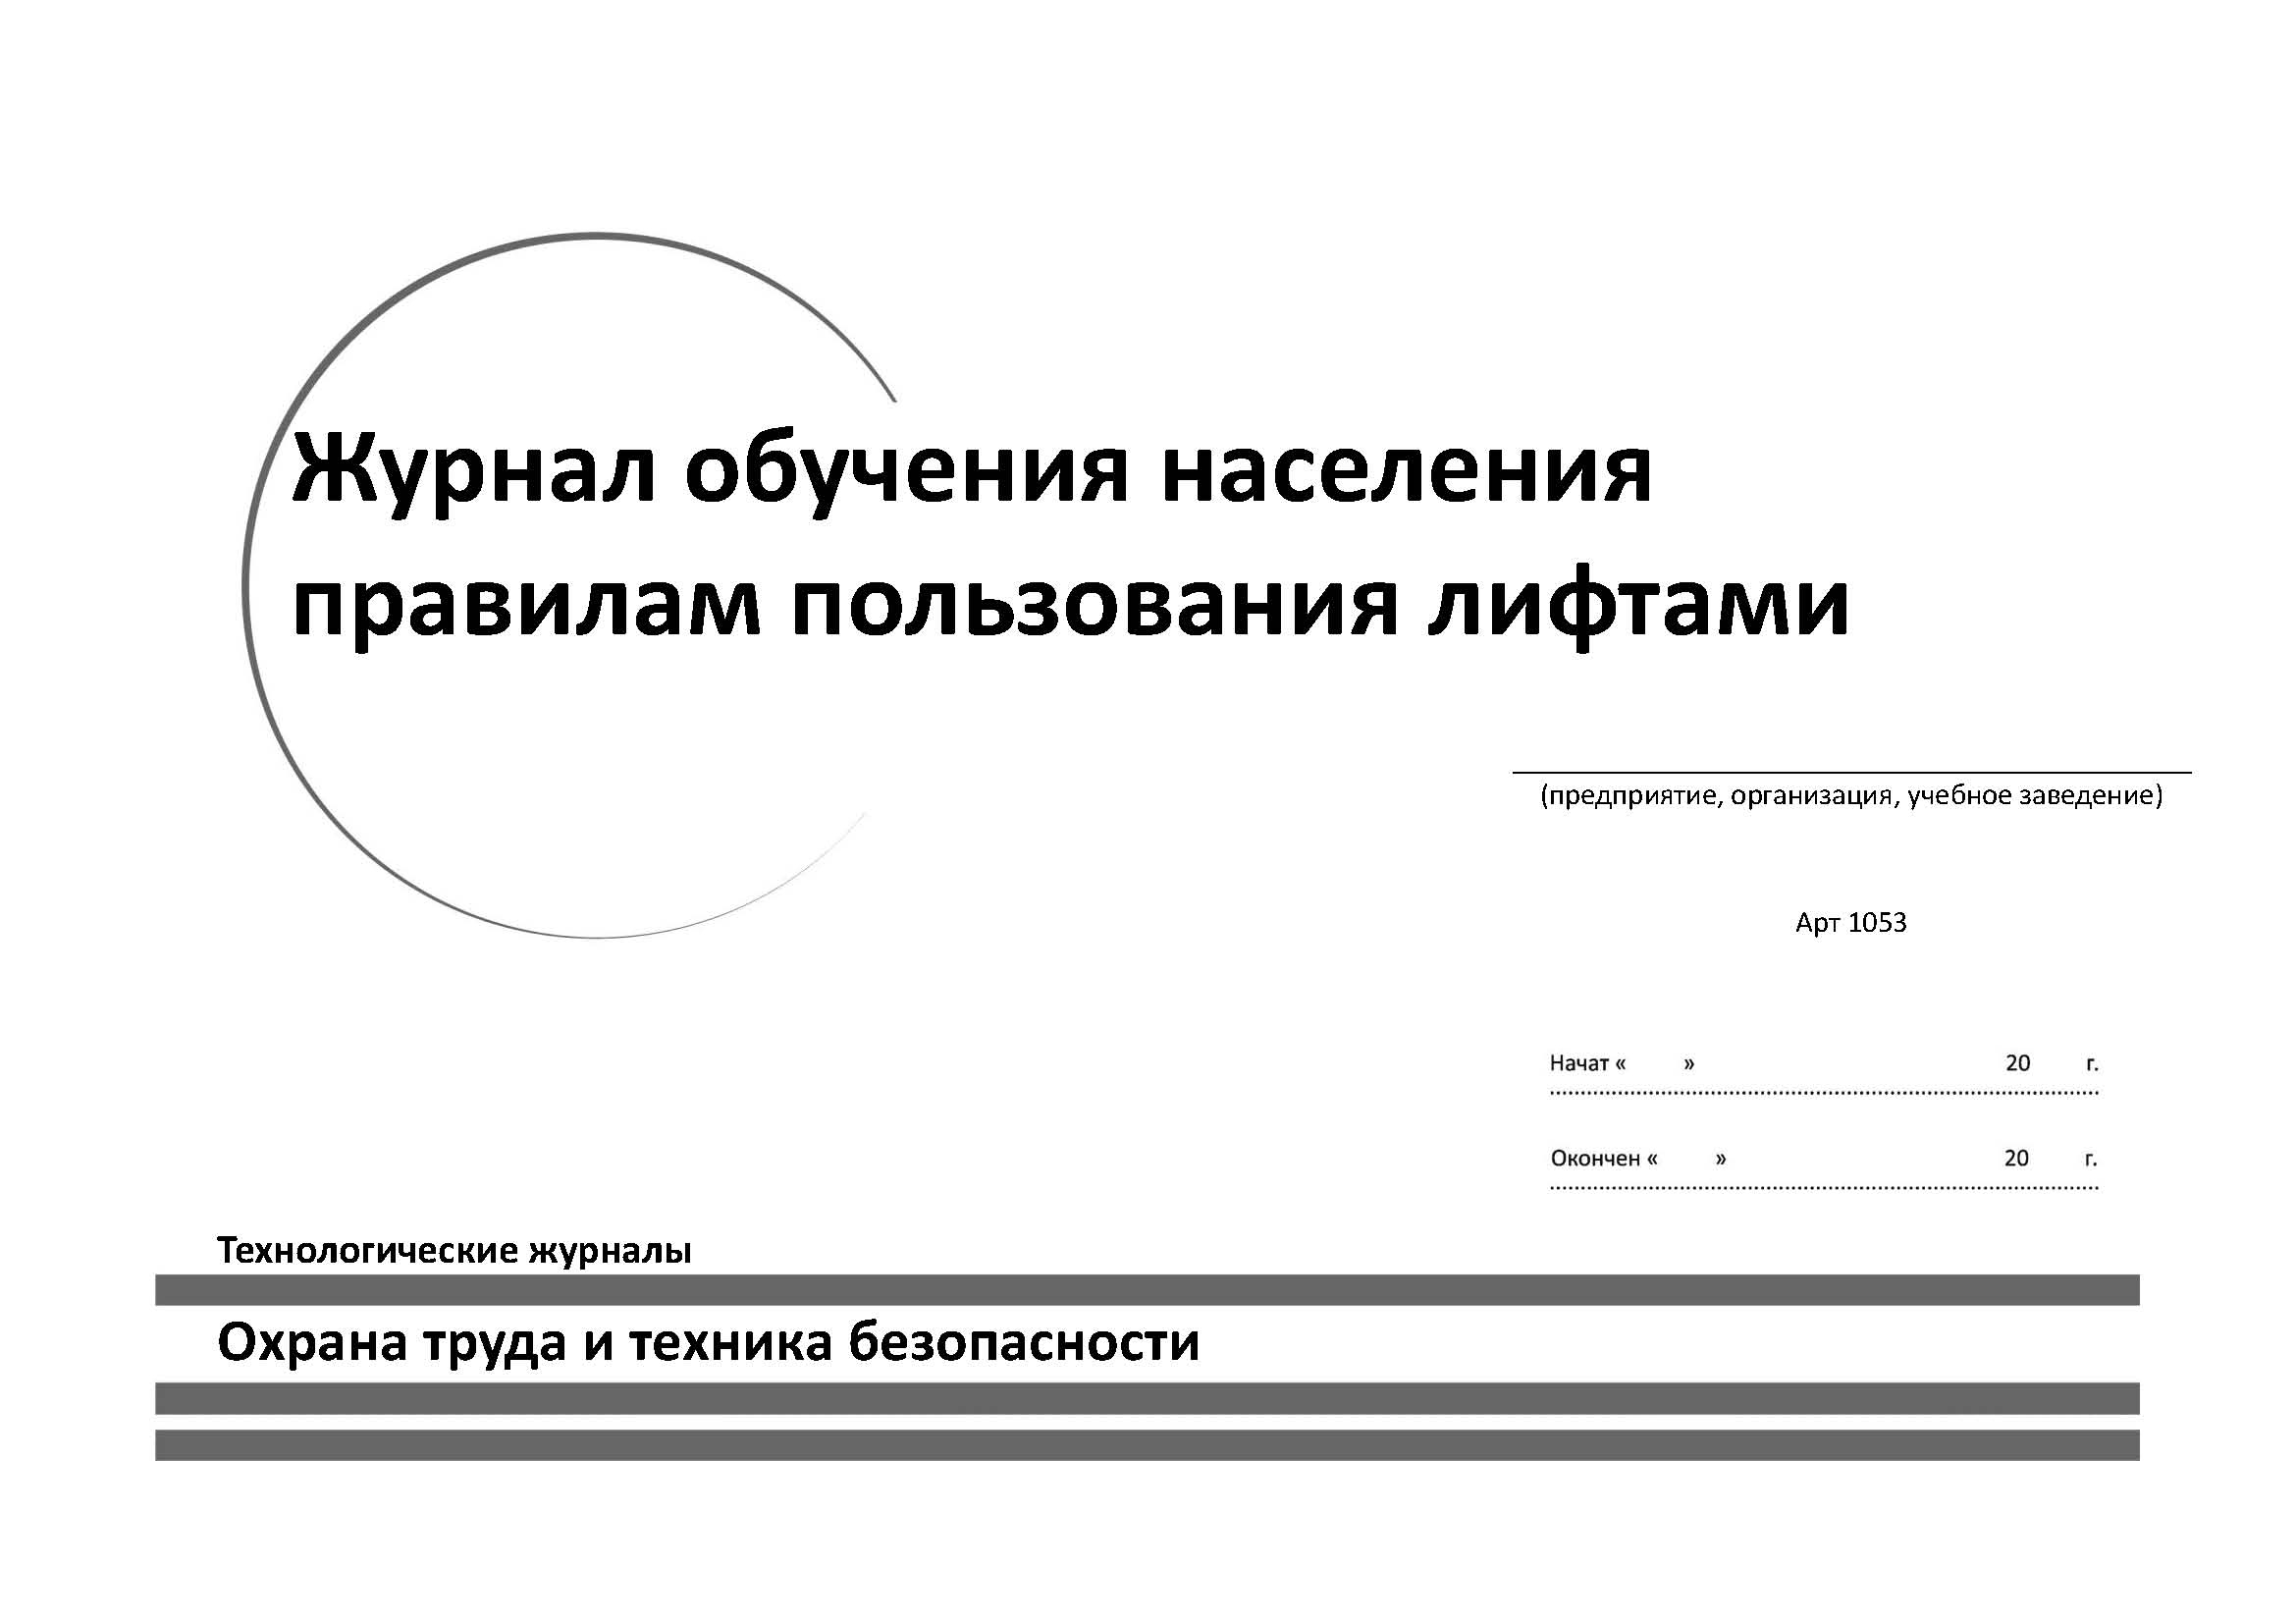 Журнал обучения населения
правилам пользования лифтами
(предприятие, организация, учебное заведение)
Арт 1053
Начат « » 20 г.
Окончен « » 20 г.
Технологические журналы
Охрана труда и техника безопасности